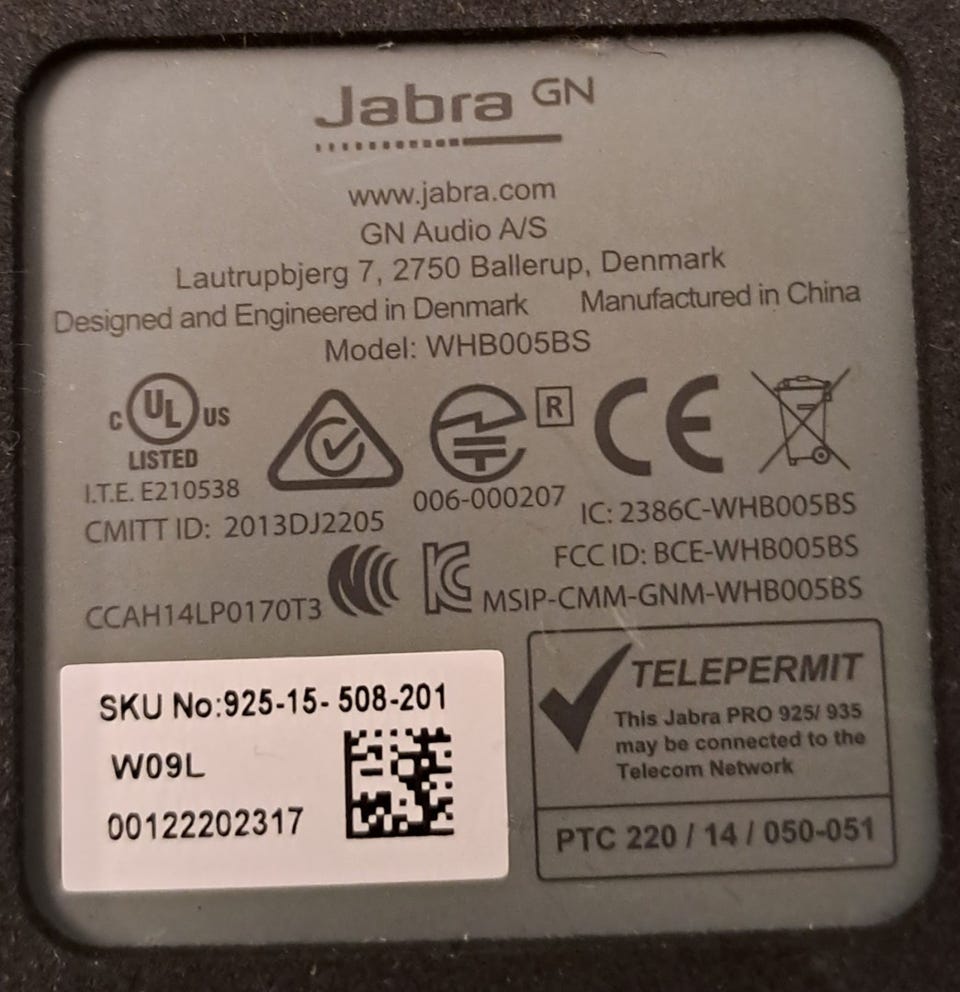 Jabra GN
www.jabra.com
GN Audio A/S
Lautrupbjerg 7, 2750 Ballerup, Denmark
Designed and Engineered in Denmark Manufactured in China
Model: WHB005BS
C UL US
LISTED
I.T.E. E210538
R
CE
006-000207
CMITT ID: 2013DJ2205
IC: 2386C-WHB005BS
FCC ID: BCE-WHB005BS
CCAH14LP0170T3
MSIP-CMM-GNM-WHB005BS
SKU No:925-15- 508-201
W09L
00122202317
TELEPERMIT
This Jabra PRO 925/ 935
may be connected to the
Telecom Network
PTC 220 / 14 / 050-051